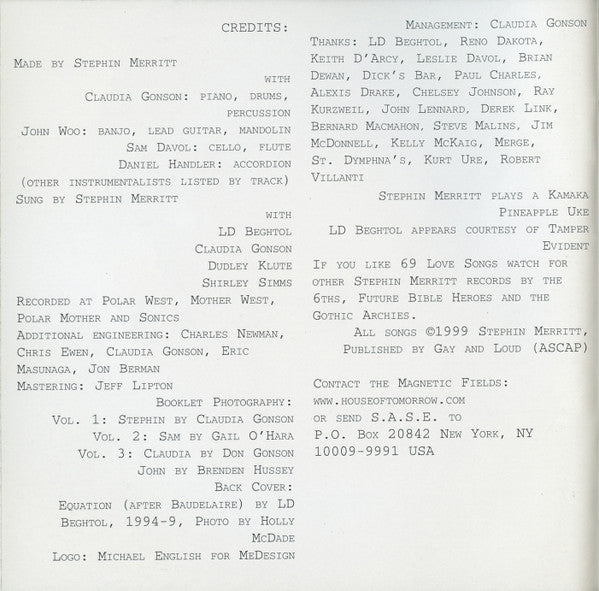 CREDITS:
MADE BY STEPHIN MERRITT
WITH
CLAUDIA GONSON: PIANO, DRUMS,
PERCUSSION
JOHN WOO: BANJO, LEAD GUITAR, MANDOLIN
SAM DAVOL: CELLO, FLUTE
DANIEL HANDLER: ACCORDION
(OTHER INSTRUMENTALISTS LISTED BY TRACK)
SUNG BY STEPHIN MERRITT
WITH
LD BEGHTOL
CLAUDIA GONSON
DUDLEY KLUTE
SHIRLEY SIMMS
RECORDED AT POLAR WEST, MOTHER WEST,
POLAR MOTHER AND SONICS
ADDITIONAL ENGINEERING: CHARLES NEWMAN,
CHRIS EWEN, CLAUDIA GONSON, ERIC
MASUNAGA, JON BERMAN
MASTERING: JEFF LIPTON
BOOKLET PHOTOGRAPHY:
VOL. 1: STEPHIN BY CLAUDIA GONSON
VOL. 2: SAM BY GAIL O'HARA
VOL. 3: CLAUDIA BY DON GONSON
JOHN BY BRENDEN HUSSEY
BACK COVER:
EQUATION (AFTER BAUDELAIRE) BY LD
BEGHTOL, 1994-9, PHOTO BY HOLLY
MCDADE
LOGO: MICHAEL ENGLISH FOR MEDESIGN
MANAGEMENT: CLAUDIA GONSON
THANKS: LD BEGHTOL, RENO DAKOTA,
KEITH D'ARCY, LESLIE DAVOL, BRIAN
DEWAN, DICK'S BAR, PAUL CHARLES,
ALEXIS DRAKE, CHELSEY JOHNSON, RAY
KURZWEIL, JOHN LENNARD, DEREK LINK,
BERNARD MACMAHON, STEVE MALINS, JIM
MCDONNELL, KELLY MCKAIG, MERGE,
ST. DYMPHNA'S, KURT URE, ROBERT
VILLANTI
STEPHIN MERRITT PLAYS A KAMAKA
PINEAPPLE UKE
LD BEGHTOL APPEARS COURTESY OF TAMPER
EVIDENT
IF YOU LIKE 69 LOVE SONGS WATCH FOR
OTHER STEPHIN MERRITT RECORDS BY THE
6THS, FUTURE BIBLE HEROES AND THE
GOTHIC ARCHIES.
ALL SONGS ©1999 STEPHIN MERRITT,
PUBLISHED BY GAY AND LOUD (ASCAP)
CONTACT THE MAGNETIC FIELDS:
WWW.HOUSEOFTOMORROW.COM
OR SEND S.A.S.E. TO
P.O. BOX 20842 NEW YORK, NY
10009-9991 USA